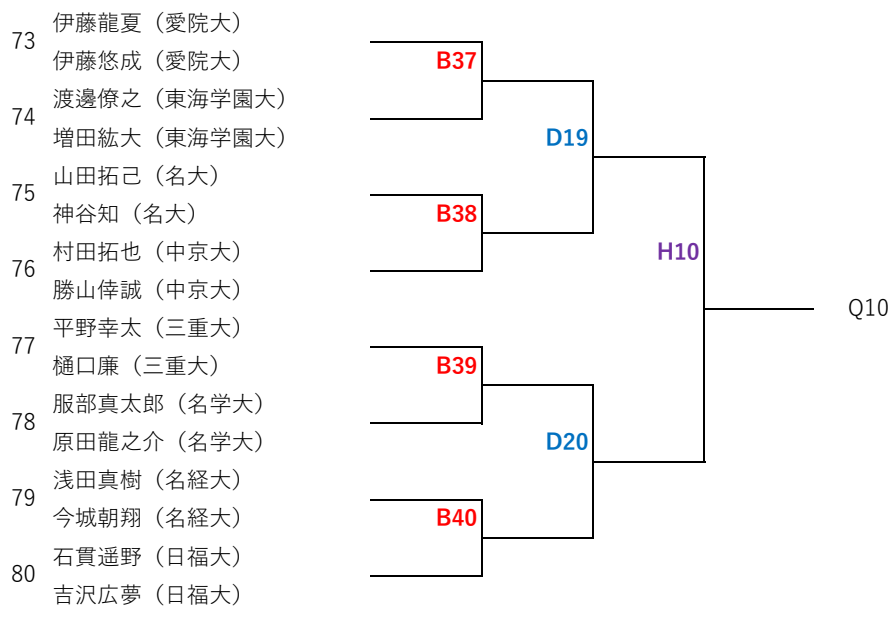 伊藤龍夏（愛院大）
73
伊藤悠成（愛院大）
B37
渡邊僚之（東海学園大）
74
増田紘大（東海学園大）
D19
山田拓己（名大）
75
神谷知（名大）
B38
村田拓也（中京大）
H10
76
勝山倖誠（中京大）
Q10
平野幸太（三重大）
77
樋口廉（三重大）
B39
服部真太郎（名学大）
78
原田龍之介（名学大）
D20
浅田真樹（名経大）
79
今城朝翔（名経大）
B40
石貫遥野（日福大）
80
吉沢広夢（日福大）